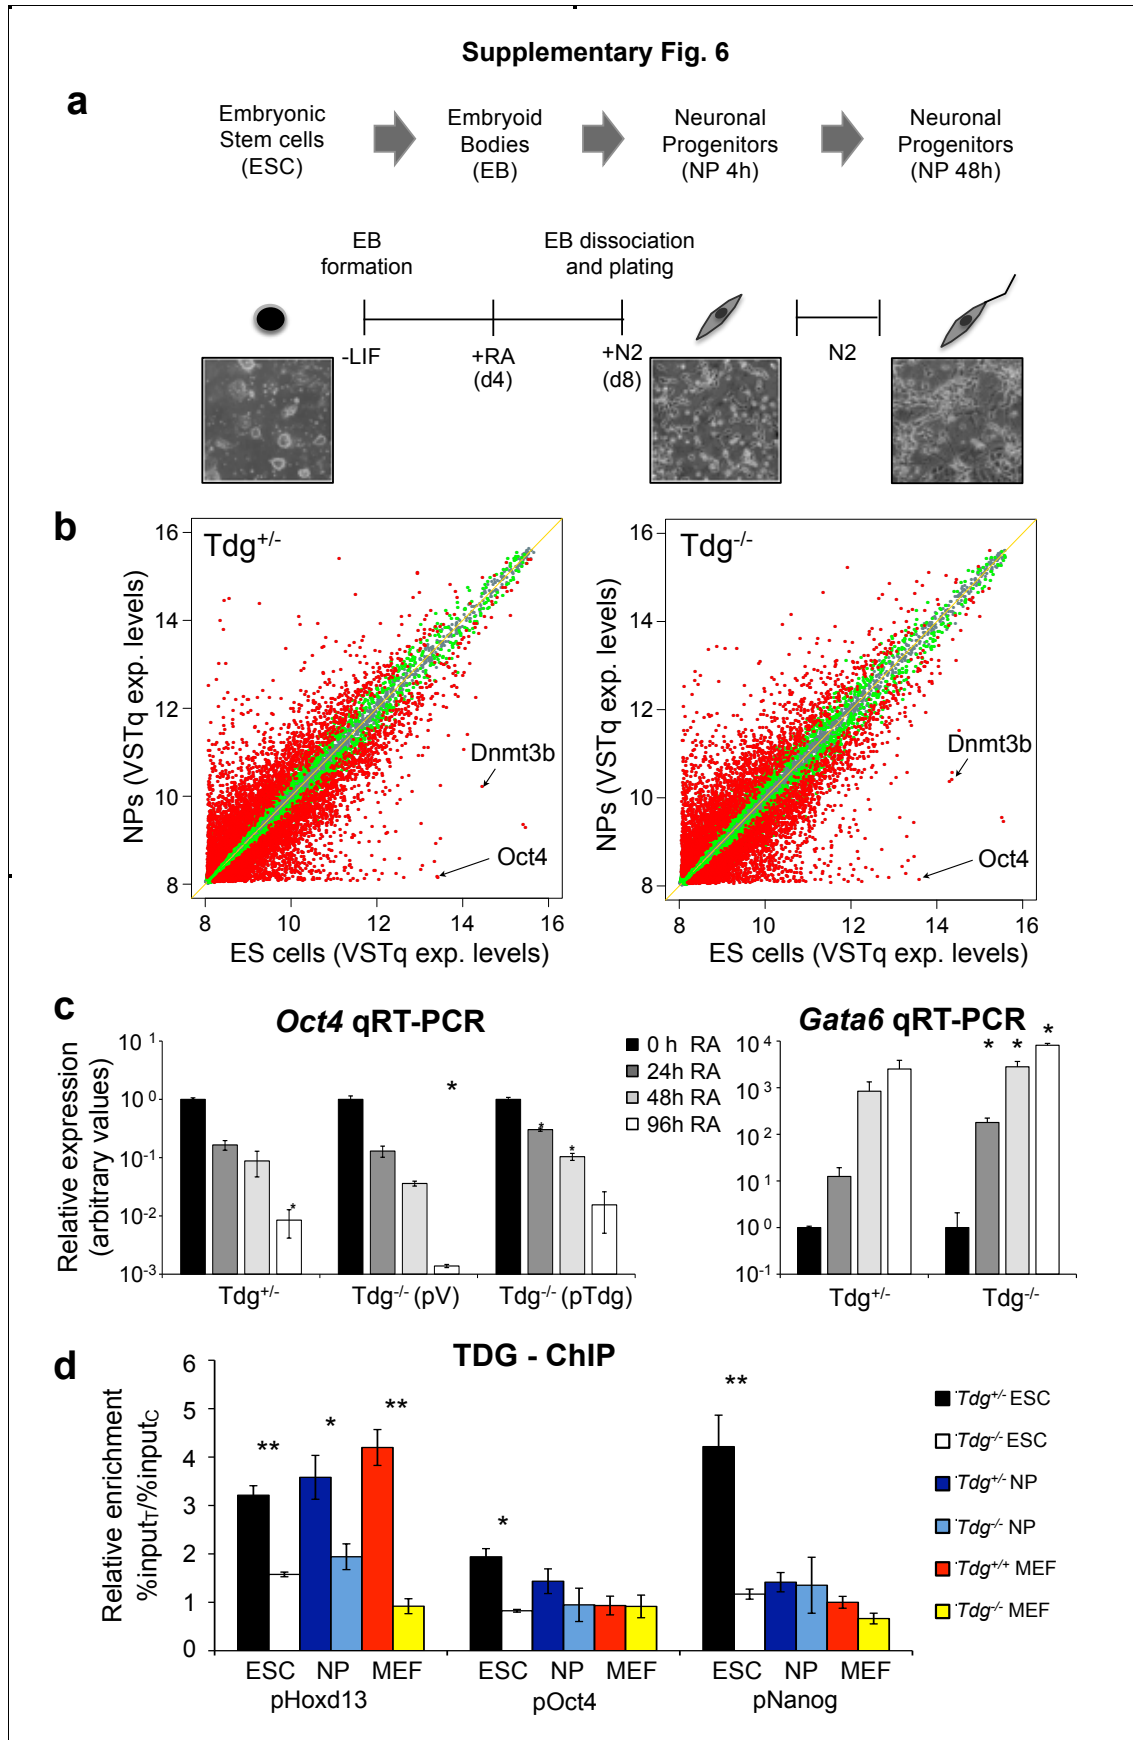 Supplementary Fig. 6
a
Embryonic
Stem cells
(ESC)
Embryoid
Bodies
(EB)
Neuronal
Progenitors
(NP 4h)
Neuronal
Progenitors
(NP 48h)
EB
formation
EB dissociation
and plating
-LIF
+RA
(d4)
+N2
(d8)
N2
b
Tdg+/-
NPs (VSTq exp. levels)
16
14
12
10
8
Dnmt3b
Oct4
8 10 12 14 16
ES cells (VSTq exp. levels)
Tdg-/-
NPs (VSTq exp. levels)
16
14
12
10
8
Dnmt3b
Oct4
8 10 12 14 16
ES cells (VSTq exp. levels)
c
Oct4 qRT-PCR
Relative expression
(arbitrary values)
10 1
10 0
10-1
10-2
10-3
*
*
*
*
Tdg+/-
Tdg-/- (pV)
Tdg-/- (pTdg)
0 h RA
24h RA
48h RA
96h RA
Gata6 qRT-PCR
10 4
10 3
10 2
10 1
10 0
10-1
* * *
Tdg+/-
Tdg-/-
d
TDG - ChIP
Relative enrichment
%inputT/%inputC
6
5
4
3
2
1
0
** * **
*
**
ESC NP MEF
pHoxd13
ESC NP MEF
pOct4
ESC NP MEF
pNanog
Tdg+/- ESC
Tdg-/- ESC
Tdg+/- NP
Tdg-/- NP
Tdg+/+ MEF
Tdg-/- MEF